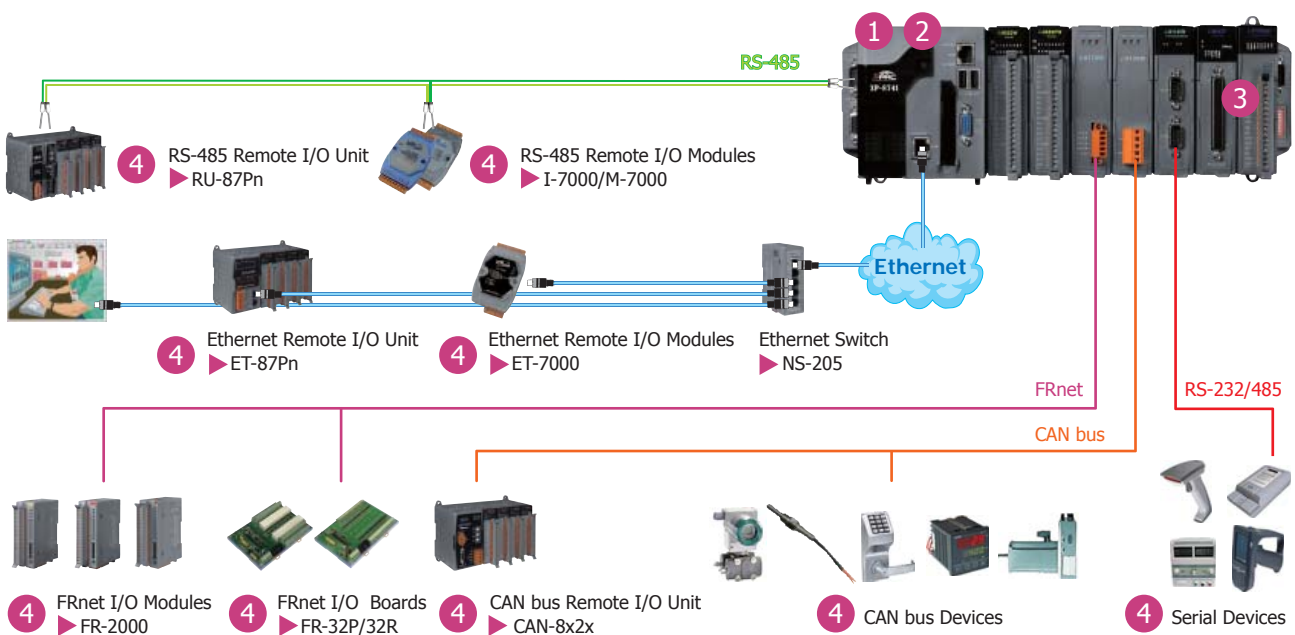 1
2
RS-485
XP-8741
3
4
RS-485 Remote I/O Unit
RU-87Pn
4
RS-485 Remote I/O Modules
I-7000/M-7000
Ethernet
4
Ethernet Remote I/O Unit
ET-87Pn
4
Ethernet Remote I/O Modules
ET-7000
Ethernet Switch
NS-205
FRnet
RS-232/485
CAN bus
4
FRnet I/O Modules
FR-2000
4
FRnet I/O Boards
FR-32P/32R
4
CAN bus Remote I/O Unit
CAN-8x2x
4
CAN bus Devices
4
Serial Devices